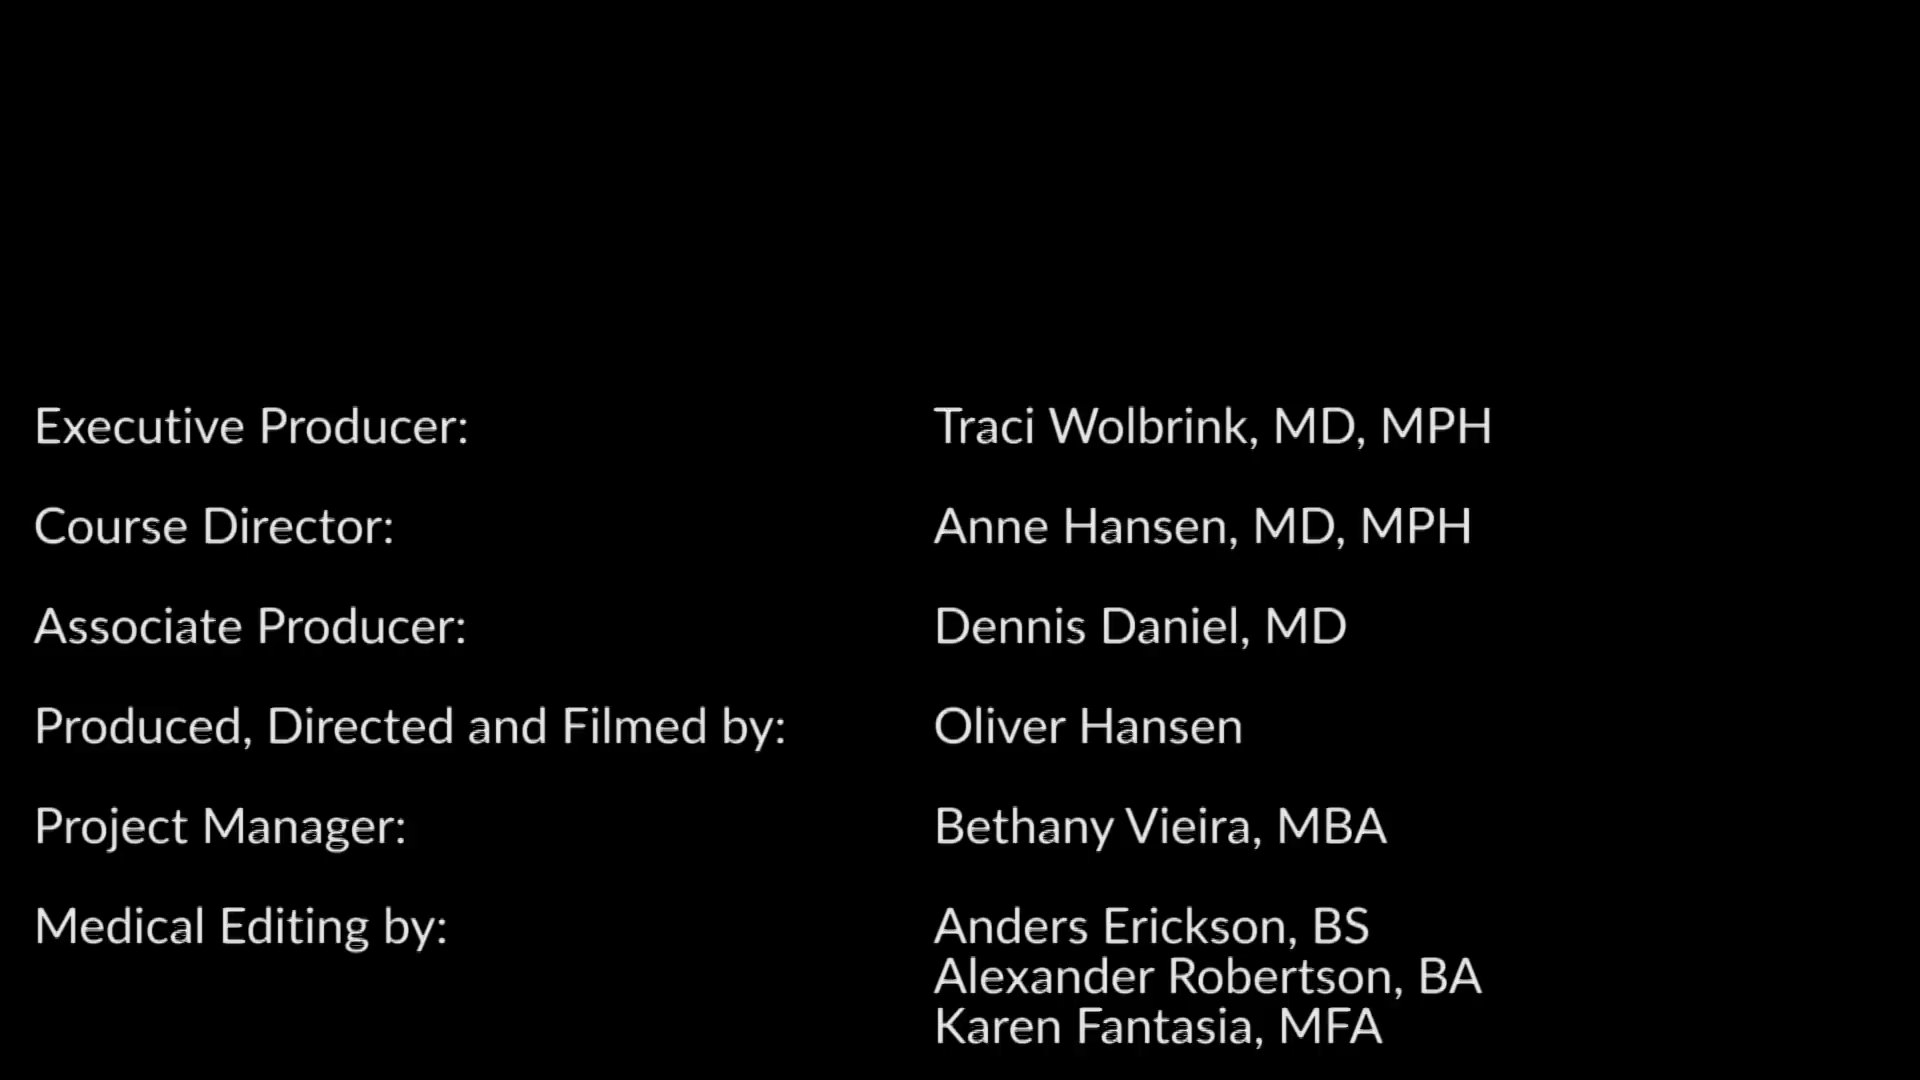 Executive Producer: Traci Wolbrink, MD, MPH
Course Director: Anne Hansen, MD, MPH
Associate Producer: Dennis Daniel, MD
Produced, Directed and Filmed by: Oliver Hansen
Project Manager: Bethany Vieira, MBA
Medical Editing by: Anders Erickson, BS
Alexander Robertson, BA
Karen Fantasia, MFA